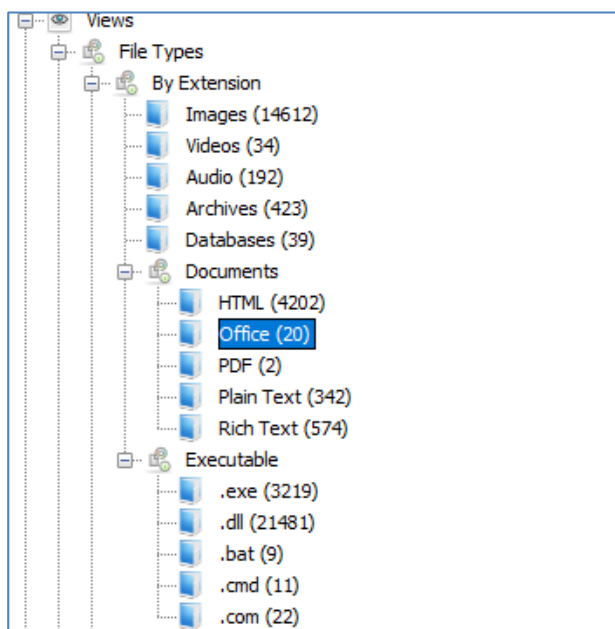 Views
File Types
By Extension
Images (14612)
Videos (34)
Audio (192)
Archives (423)
Databases (39)
Documents
HTML (4202)
Office (20)
PDF (2)
Plain Text (342)
Rich Text (574)
Executable
.exe (3219)
.dll (21481)
.bat (9)
.cmd (11)
.com (22)